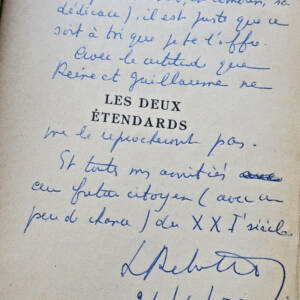 dédicace), il est juste que ce
soit à toi que je te l'offre.
Avec la certitude que
Reine et Guillaume ne
LES DEUX
ÉTENDARDS
me le reprocheront pas.
Et toutes mes amitiés
au futur citoyen (avec un
peu de chance) du XXIe siècle